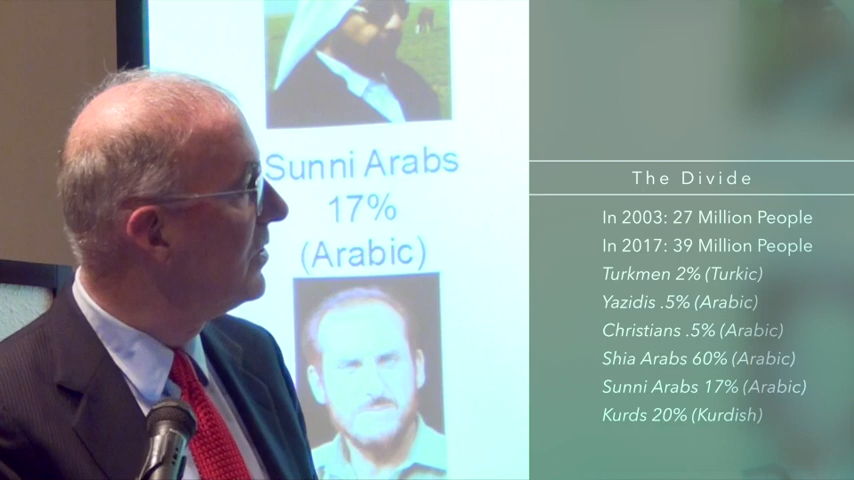 Sunni Arabs
17%
(Arabic)
The Divide
In 2003: 27 Million People
In 2017: 39 Million People
Turkmen 2% (Turkic)
Yazidis .5% (Arabic)
Christians .5% (Arabic)
Shia Arabs 60% (Arabic)
Sunni Arabs 17% (Arabic)
Kurds 20% (Kurdish)